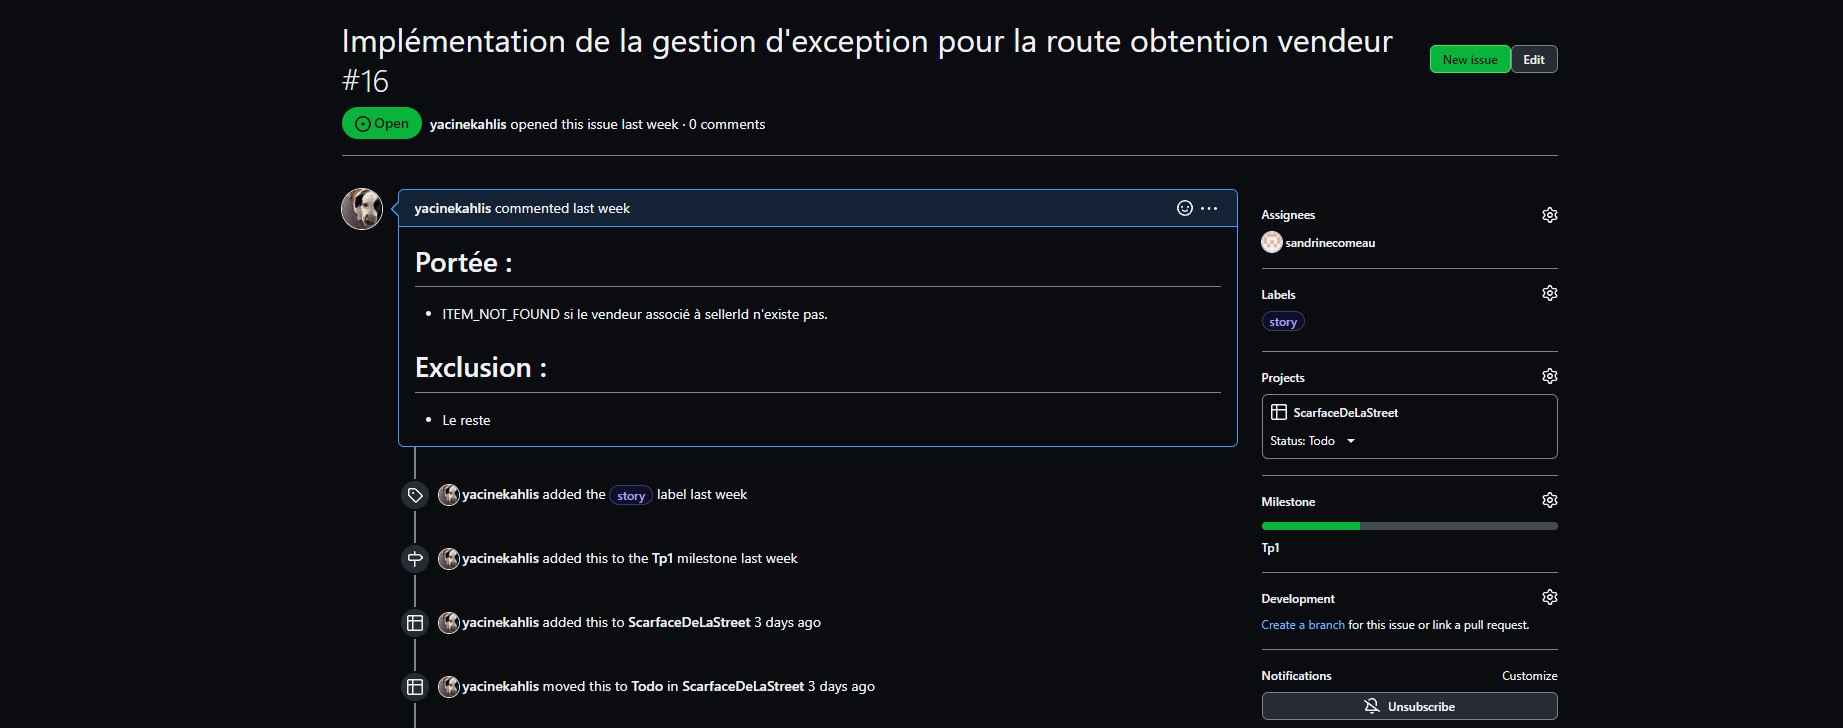 Implémentation de la gestion d'exception pour la route obtention vendeur
#16
New issue
Edit
Open
yacinekahlis opened this issue last week · 0 comments
yacinekahlis commented last week
Portée :
• ITEM_NOT_FOUND si le vendeur associé à sellerId n'existe pas.
Exclusion :
• Le reste
yacinekahlis added the story label last week
yacinekahlis added this to the Tp1 milestone last week
yacinekahlis added this to ScarfaceDeLaStreet 3 days ago
yacinekahlis moved this to Todo in ScarfaceDeLaStreet 3 days ago
Assignees
sandrinecomeau
Labels
story
Projects
ScarfaceDeLaStreet
Status: Todo
Milestone
Tp1
Development
Create a branch for this issue or link a pull request.
Notifications
Customize
Unsubscribe